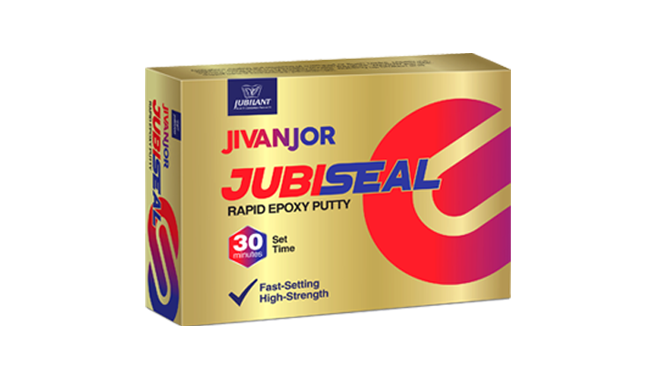 JUBILANT
JIVANJOR
JUBISEAL
RAPID EPOXY PUTTY
30
minutes
Set
Time
Fast-Setting
High-Strength
JIVANJOR
JUBISEAL
RAPID EPOXY PUTTY